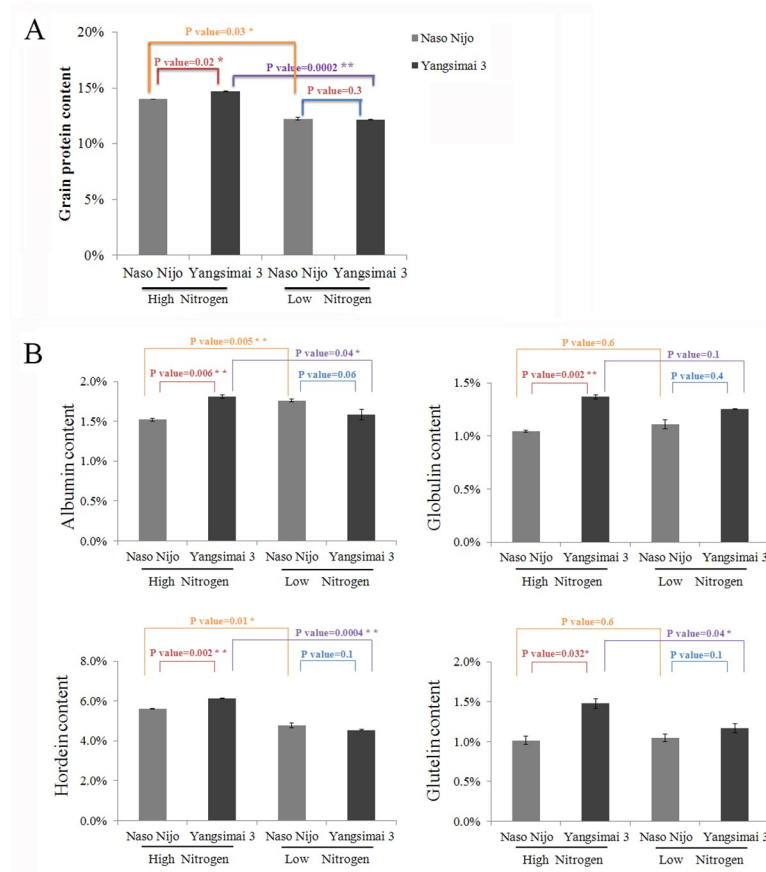 A
20%
15%
10%
5%
0%
Grain protein content
P value=0.03 *
P value=0.02 *
P value=0.0002 **
P value=0.3
Naso Nijo
Yangsimai 3
Naso Nijo Yangsimai 3 Naso Nijo Yangsimai 3
High Nitrogen Low Nitrogen
B
P value=0.005 * *
P value=0.04 *
P value=0.006 * *
P value=0.06
2.0%
1.5%
1.0%
0.5%
0.0%
Albumin content
Naso Nijo Yangsimai 3 Naso Nijo Yangsimai 3
High Nitrogen Low Nitrogen
P value=0.6
P value=0.1
P value=0.002 **
P value=0.4
1.5%
1.0%
0.5%
0.0%
Globulin content
Naso Nijo Yangsimai 3 Naso Nijo Yangsimai 3
High Nitrogen Low Nitrogen
P value=0.01 *
P value=0.0004 * *
P value=0.002 * *
P value=0.1
8.0%
6.0%
4.0%
2.0%
0.0%
Hordein content
Naso Nijo Yangsimai 3 Naso Nijo Yangsimai 3
High Nitrogen Low Nitrogen
P value=0.6
P value=0.04 *
P value=0.032*
P value=0.1
2.0%
1.5%
1.0%
0.5%
0.0%
Glutelin content
Naso Nijo Yangsimai 3 Naso Nijo Yangsimai 3
High Nitrogen Low Nitrogen